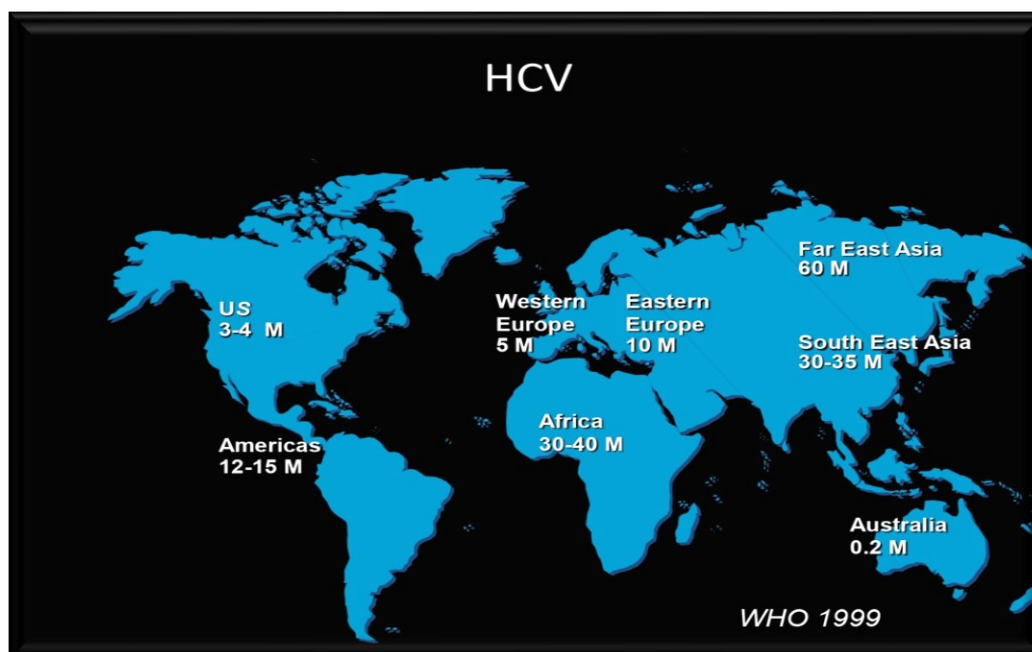 HCV
Far East Asia
60 M
US
3-4 M
Western
Europe
5 M
Eastern
Europe
10 M
South East Asia
30-35 M
Africa
30-40 M
Americas
12-15 M
Australia
0.2 M
WHO 1999